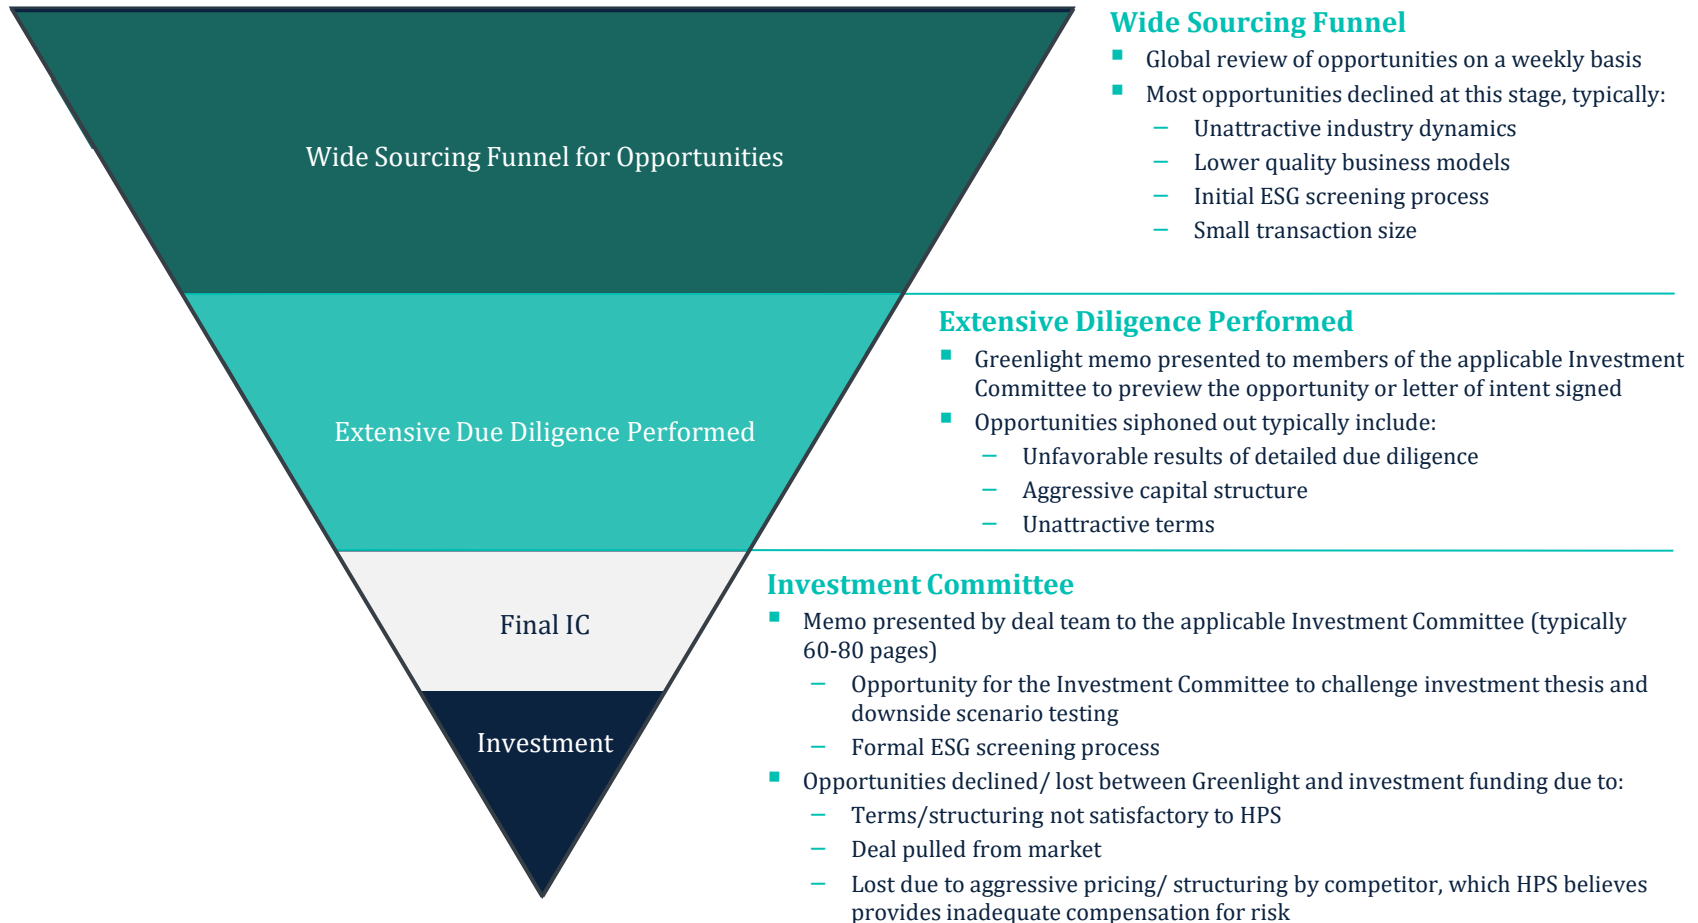 Wide Sourcing Funnel for Opportunities
Extensive Due Diligence Performed
Final IC
Investment
Wide Sourcing Funnel
▪ Global review of opportunities on a weekly basis
▪ Most opportunities declined at this stage, typically:
– Unattractive industry dynamics
– Lower quality business models
– Initial ESG screening process
– Small transaction size
Extensive Diligence Performed
▪ Greenlight memo presented to members of the applicable Investment
Committee to preview the opportunity or letter of intent signed
▪ Opportunities siphoned out typically include:
– Unfavorable results of detailed due diligence
– Aggressive capital structure
– Unattractive terms
Investment Committee
▪ Memo presented by deal team to the applicable Investment Committee (typically
60-80 pages)
– Opportunity for the Investment Committee to challenge investment thesis and
downside scenario testing
– Formal ESG screening process
▪ Opportunities declined/ lost between Greenlight and investment funding due to:
– Terms/structuring not satisfactory to HPS
– Deal pulled from market
– Lost due to aggressive pricing/ structuring by competitor, which HPS believes
provides inadequate compensation for risk